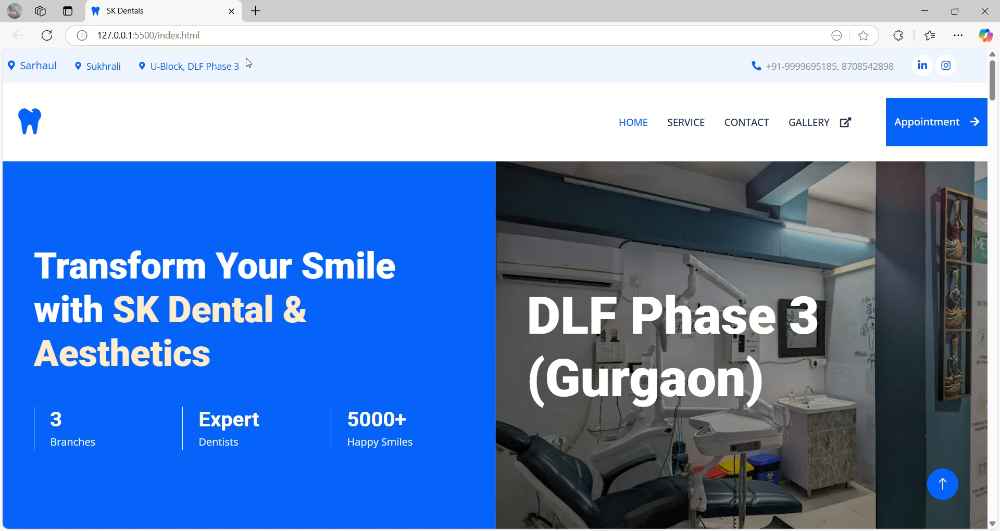 SK Dentals
127.0.0.1:5500/index.html
Sarhaul Sukhrali U-Block, DLF Phase 3 +91-9999695185, 8708542898
HOME SERVICE CONTACT GALLERY Appointment
Transform Your Smile
with SK Dental &
Aesthetics
3 Expert 5000+
Branches Dentists Happy Smiles
DLF Phase 3
(Gurgaon)
CLINIC